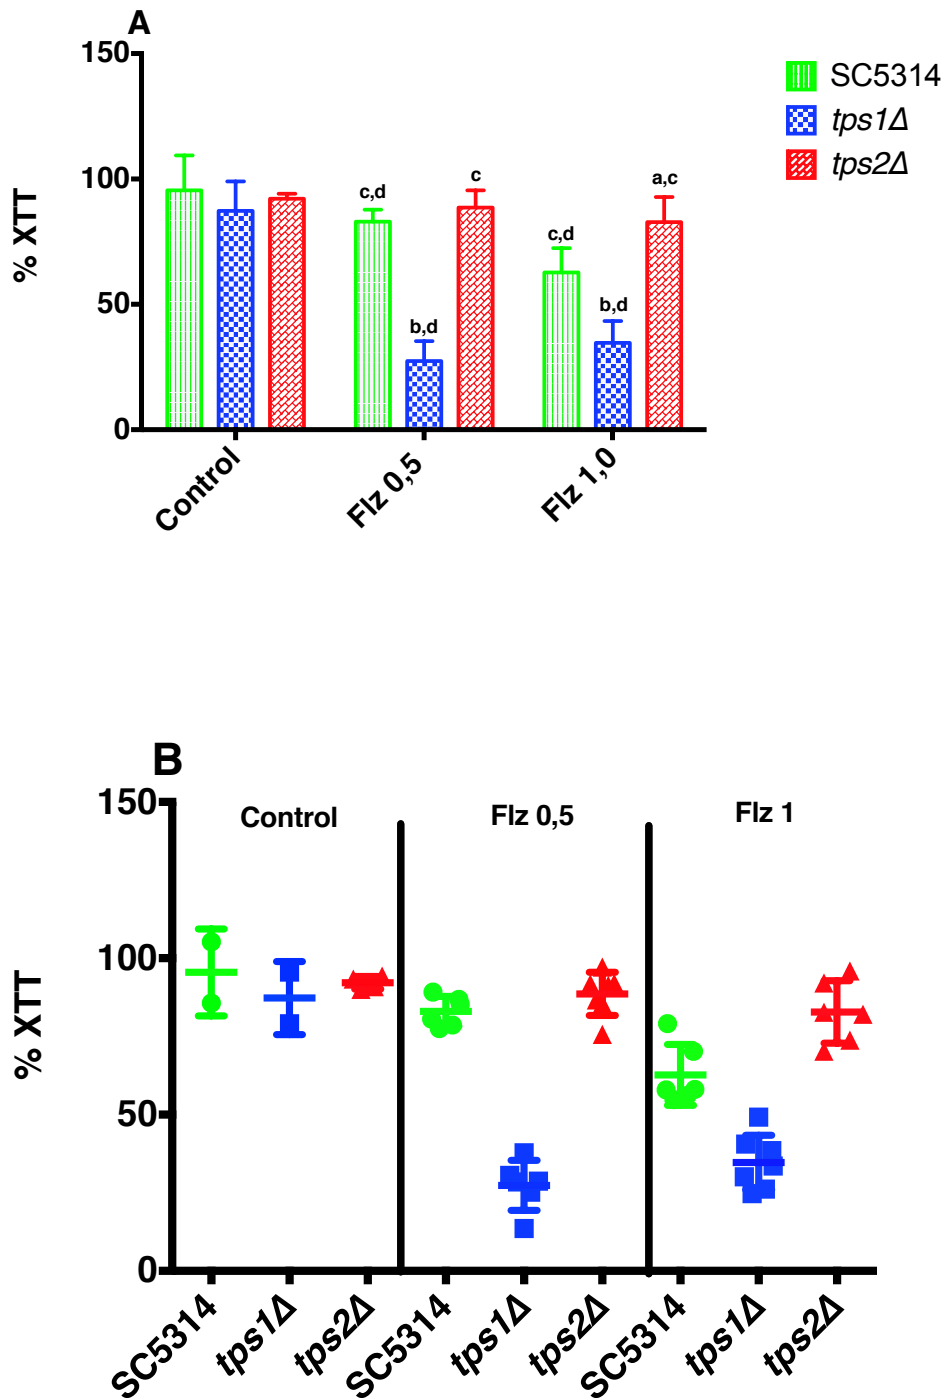 A
150
100
50
0
% XTT
SC5314
tps1Δ
tps2Δ
c,d
b,d
c
c,d
b,d
a,c
Control
Flz 0,5
Flz 1,0
B
150
100
50
0
% XTT
Control
Flz 0,5
Flz 1
SC5314
tps1Δ
tps2Δ
SC5314
tps1Δ
tps2Δ
SC5314
tps1Δ
tps2Δ